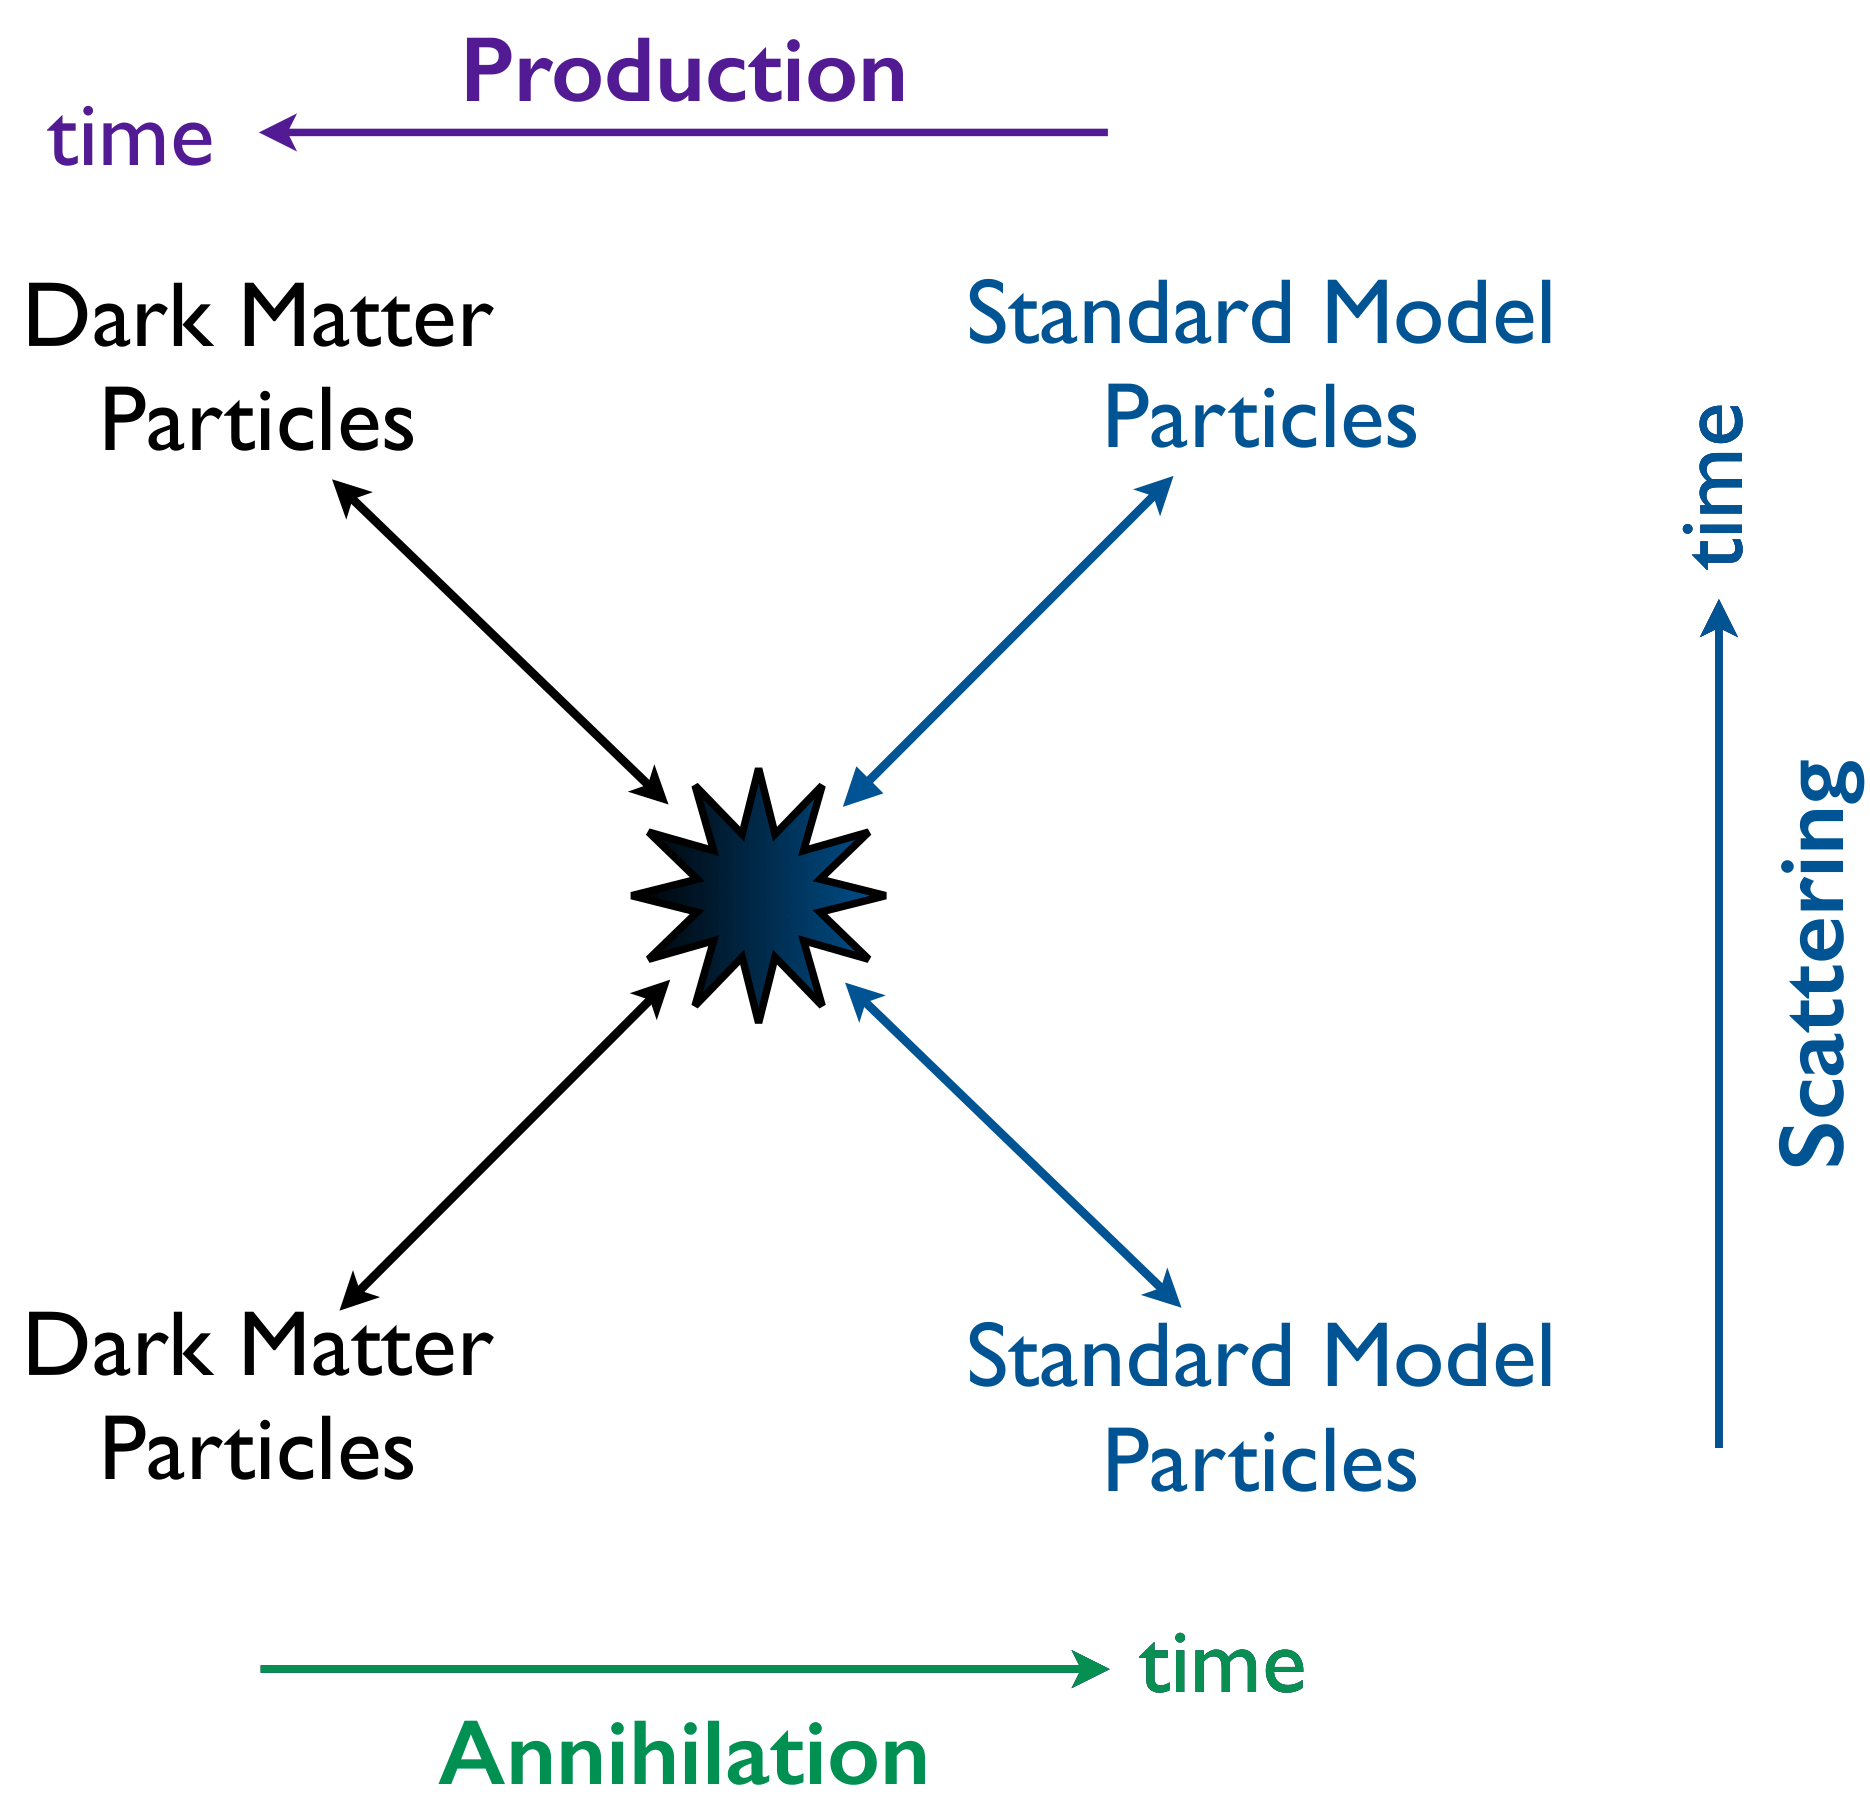 Production
time
Dark Matter
Particles
Standard Model
Particles
time
Scattering
Dark Matter
Particles
Standard Model
Particles
time
Annihilation